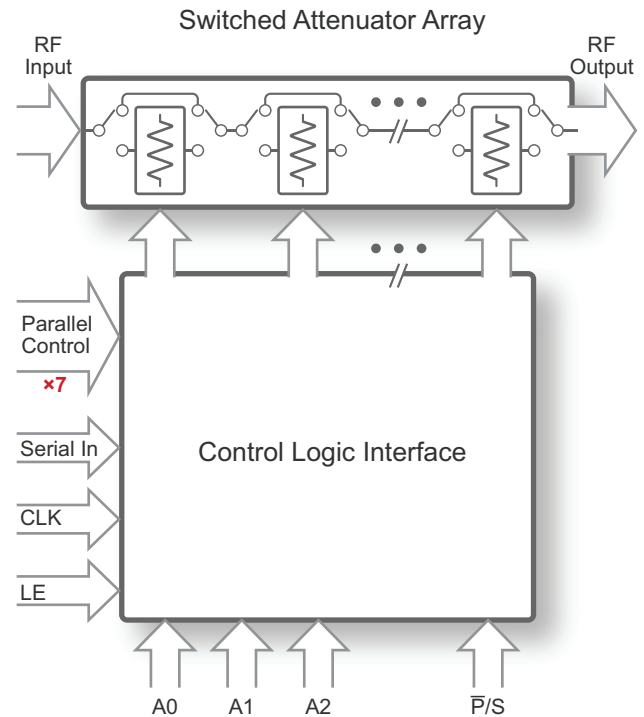 Switched Attenuator Array
RF
Input
RF
Output
Parallel
Control
×7
Serial In
CLK
LE
Control Logic Interface
A0
A1
A2
P̅/S